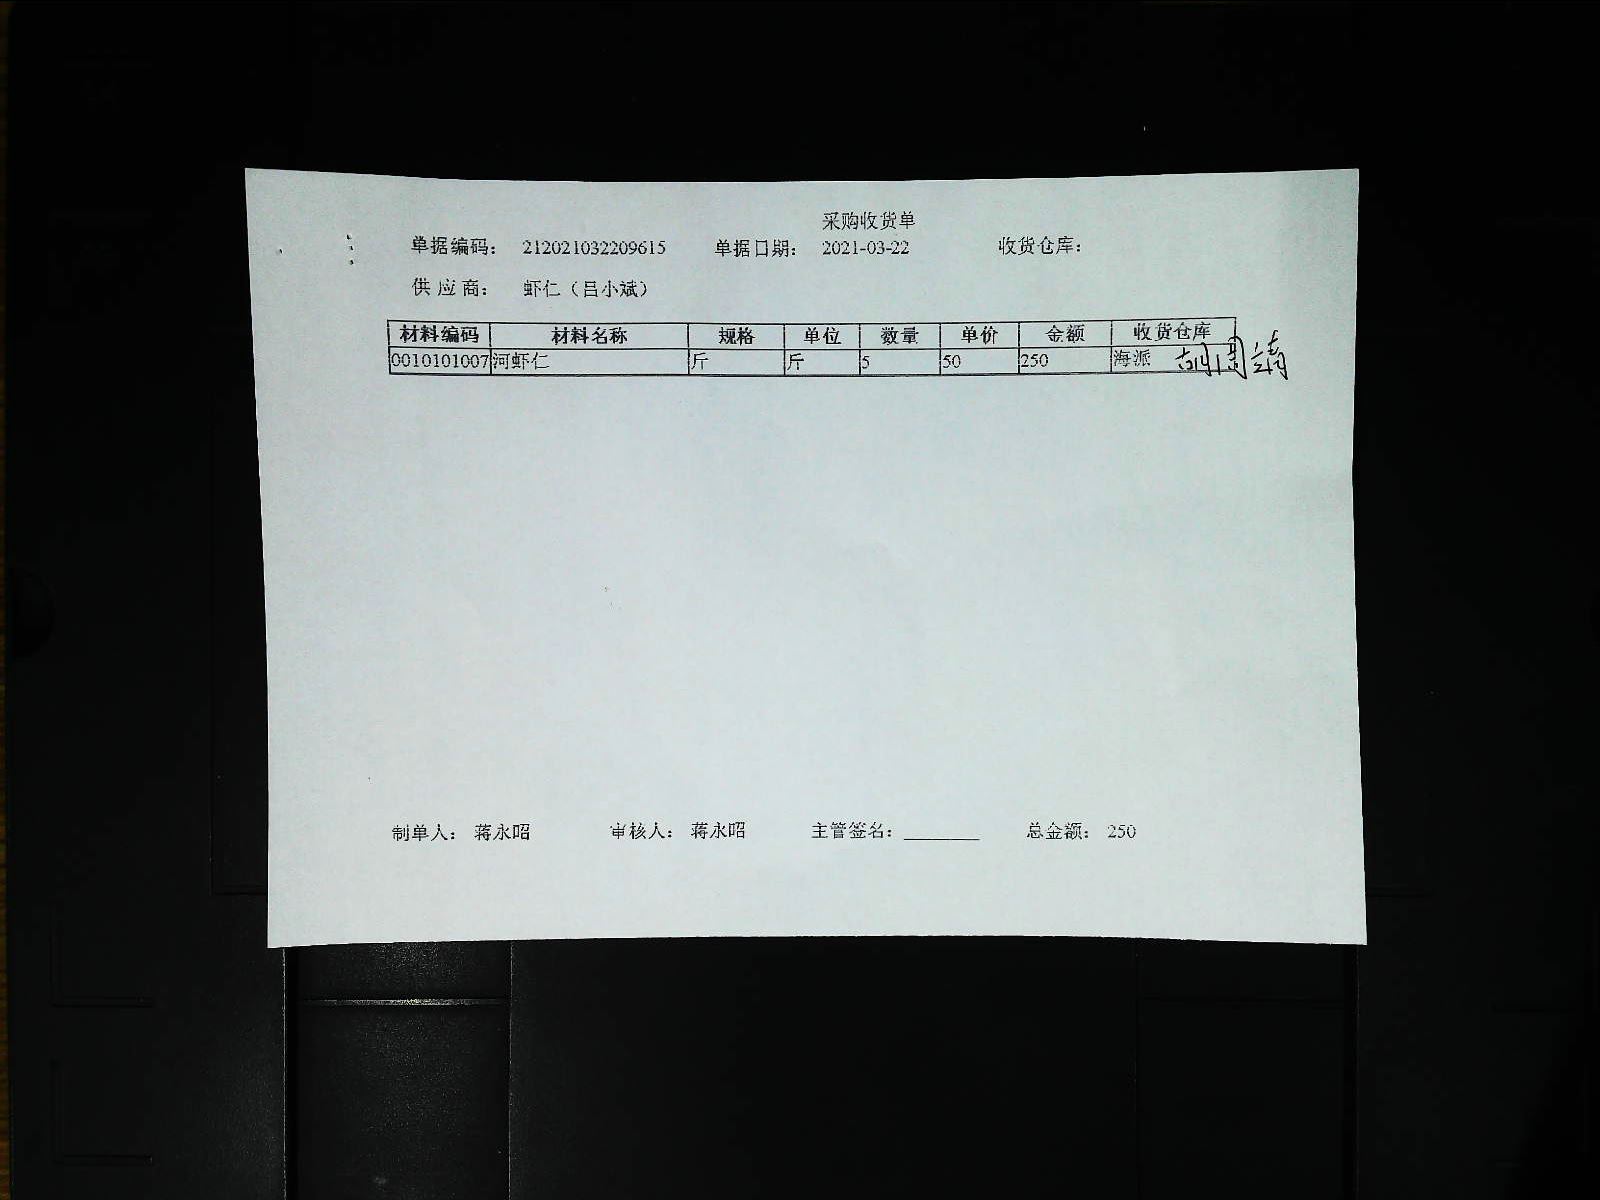 采购收货单
单据编码： 212021032209615 单据日期： 2021-03-22 收货仓库：
供应商： 虾仁（吕小斌）
材料编码 材料名称 规格 单位 数量 单价 金额 收货仓库
0010101007 河虾仁 斤 斤 5 50 250 海派
制单人： 蒋永昭 审核人： 蒋永昭 主管签名： 总金额： 250